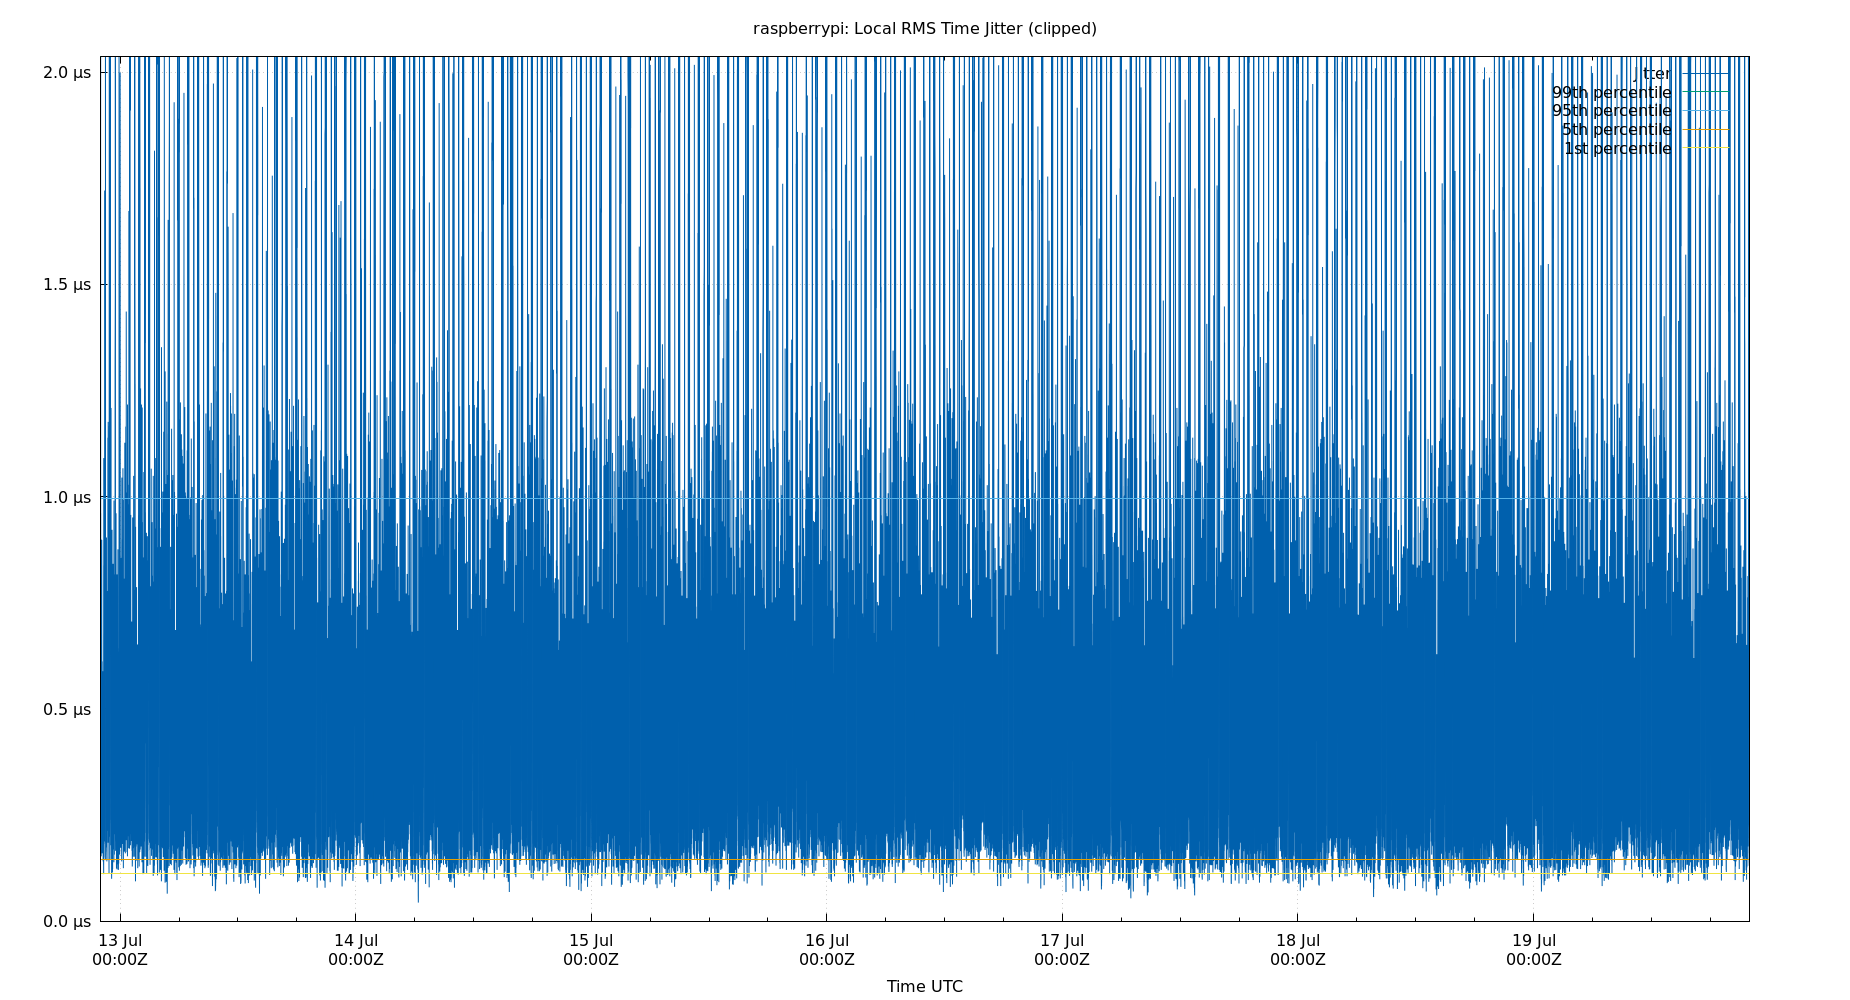 raspberrypi: Local RMS Time Jitter (clipped)
2.0 μs
1.5 μs
1.0 μs
0.5 μs
0.0 μs
Jitter
99th percentile
95th percentile
5th percentile
1st percentile
13 Jul
00:00Z
14 Jul
00:00Z
15 Jul
00:00Z
16 Jul
00:00Z
17 Jul
00:00Z
18 Jul
00:00Z
19 Jul
00:00Z
Time UTC